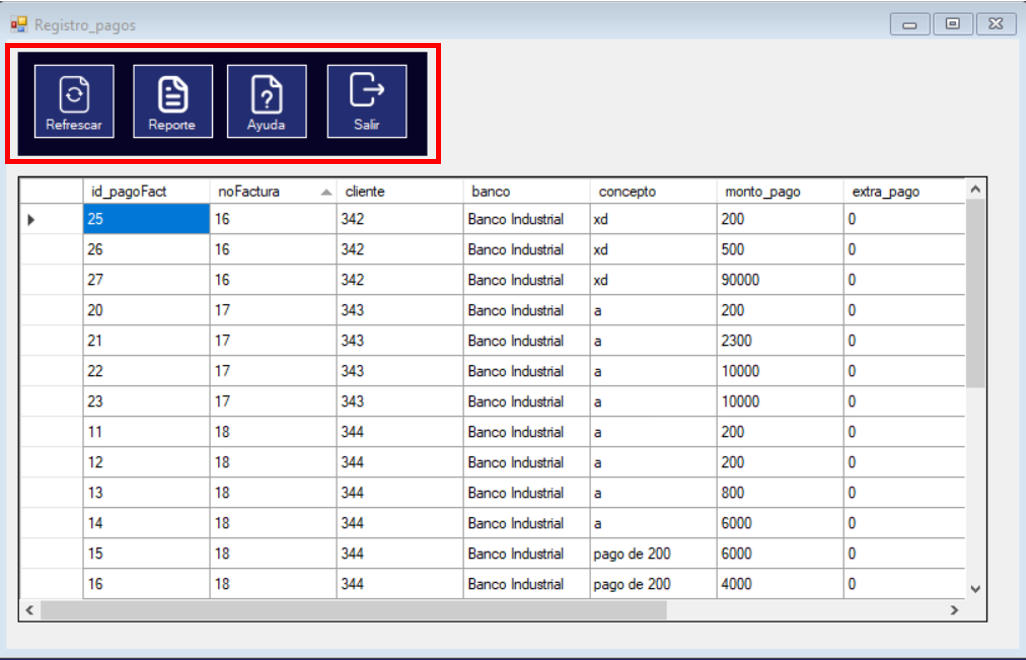 Registro_pagos
Refrescar Reporte Ayuda Salir
id_pagoFact noFactura cliente banco concepto monto_pago extra_pago
25 16 342 Banco Industrial xd 200 0
26 16 342 Banco Industrial xd 500 0
27 16 342 Banco Industrial xd 90000 0
20 17 343 Banco Industrial a 200 0
21 17 343 Banco Industrial a 2300 0
22 17 343 Banco Industrial a 10000 0
23 17 343 Banco Industrial a 10000 0
11 18 344 Banco Industrial a 200 0
12 18 344 Banco Industrial a 200 0
13 18 344 Banco Industrial a 800 0
14 18 344 Banco Industrial a 6000 0
15 18 344 Banco Industrial pago de 200 6000 0
16 18 344 Banco Industrial pago de 200 4000 0